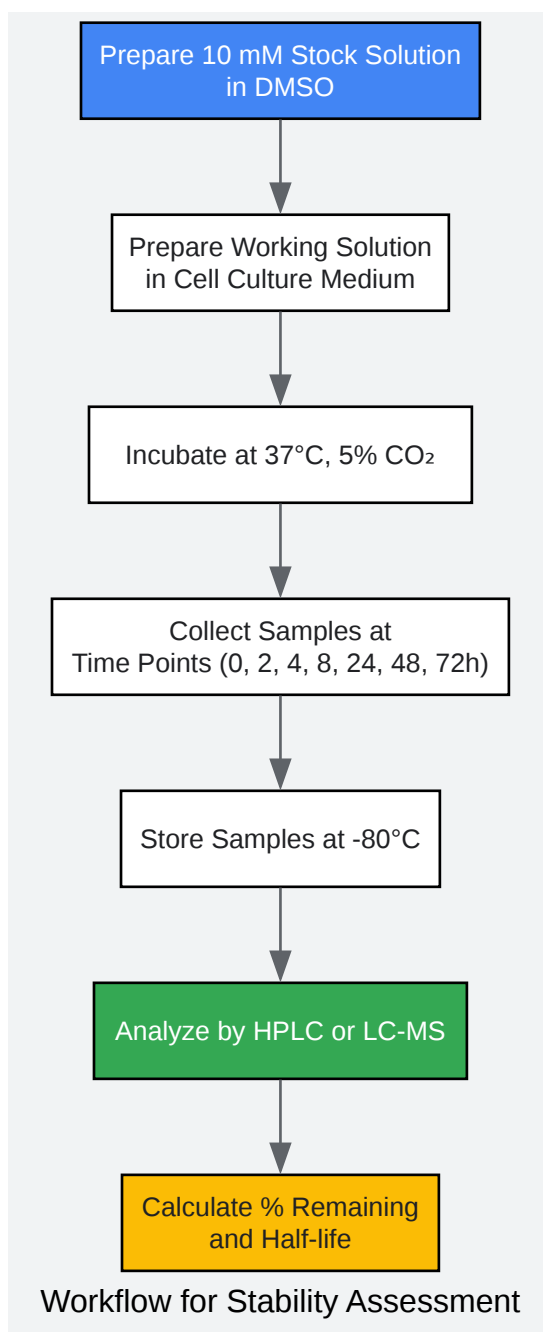 Prepare 10 mM Stock Solution
in DMSO
Prepare Working Solution
in Cell Culture Medium
Incubate at 37°C, 5% CO₂
Collect Samples at
Time Points (0, 2, 4, 8, 24, 48, 72h)
Store Samples at -80°C
Analyze by HPLC or LC-MS
Calculate % Remaining
and Half-life
Workflow for Stability Assessment